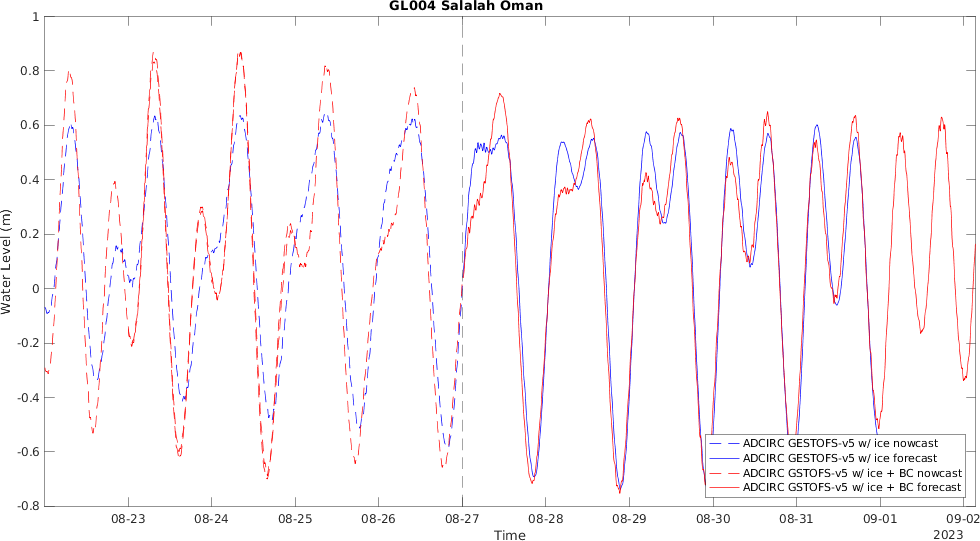 GL004 Salalah Oman
1
0.8
0.6
0.4
0.2
0
-0.2
-0.4
-0.6
-0.8
Water Level (m)
ADCIRC GESTOFS-v5 w/ ice nowcast
ADCIRC GESTOFS-v5 w/ ice forecast
ADCIRC GSTOFS-v5 w/ ice + BC nowcast
ADCIRC GSTOFS-v5 w/ ice + BC forecast
08-23 08-24 08-25 08-26 08-27 08-28 08-29 08-30 08-31 09-01 09-02
Time
2023